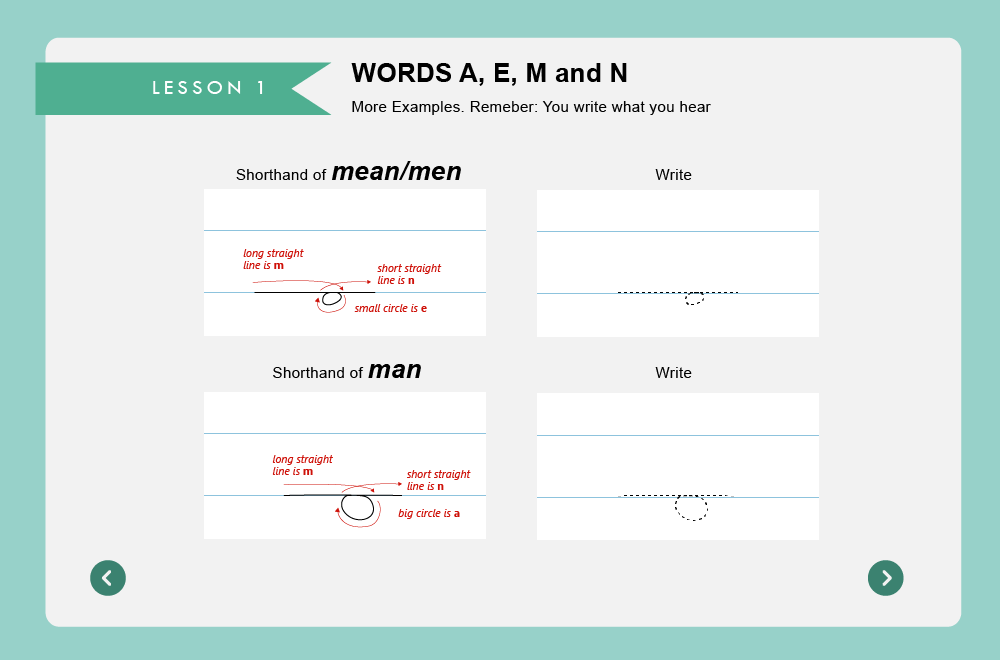 LESSON 1
WORDS A, E, M and N
More Examples. Remeber: You write what you hear
Shorthand of mean/men
Write
long straight
line is m
short straight
line is n
small circle is e
Shorthand of man
Write
long straight
line is m
short straight
line is n
big circle is a